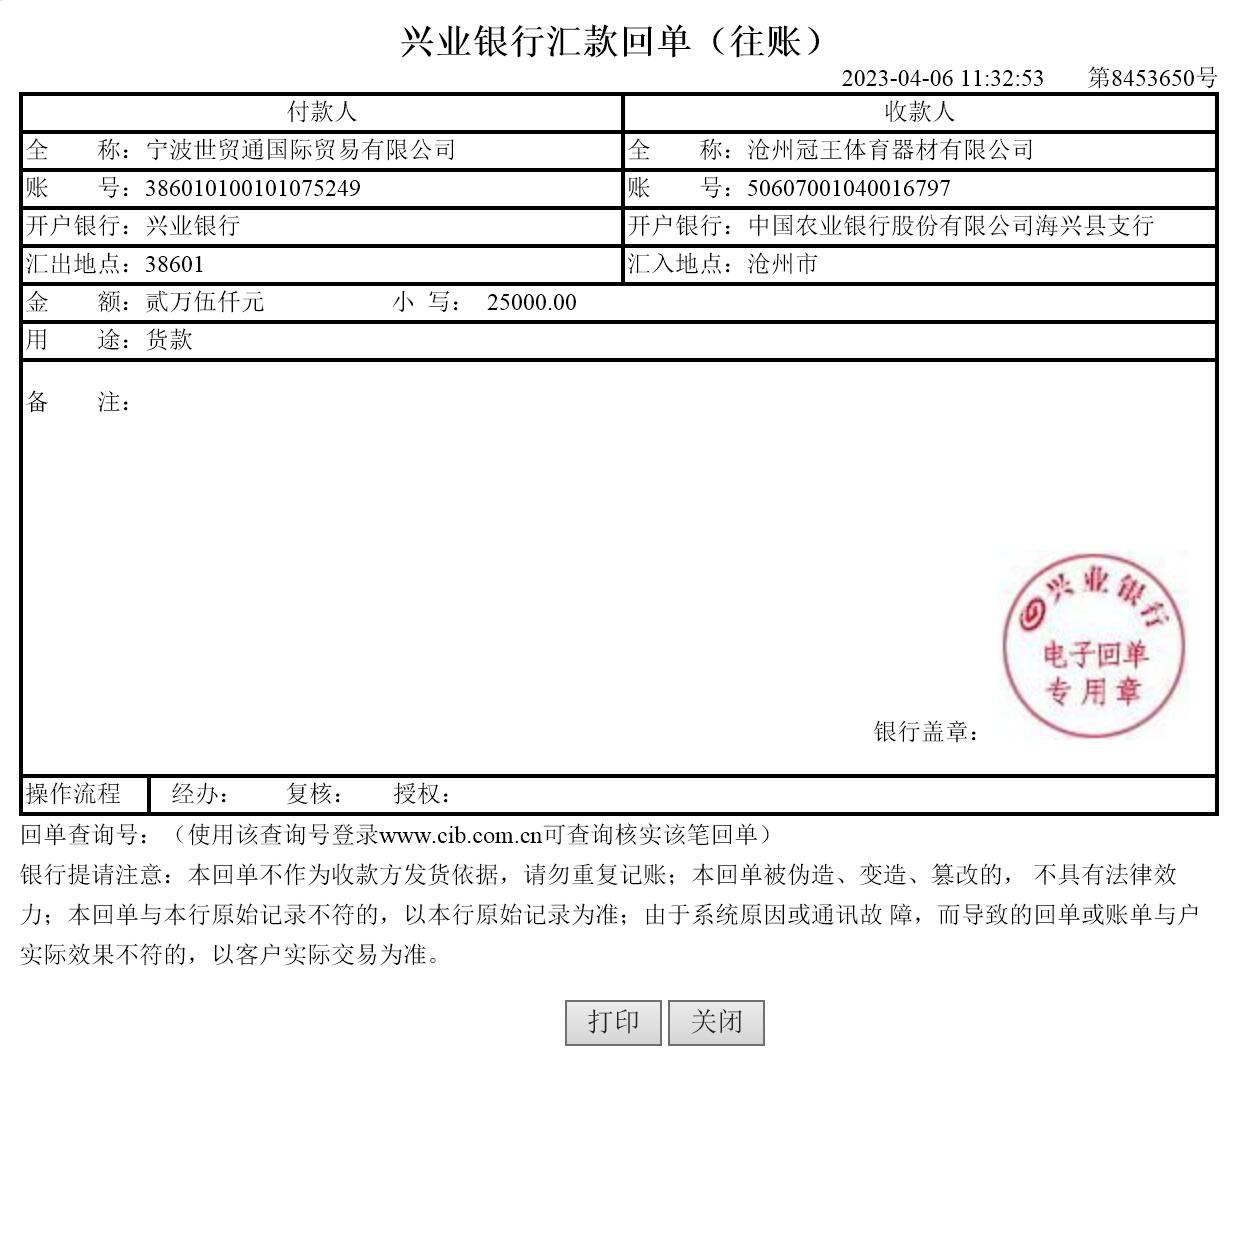 兴业银行汇款回单（往账）
2023-04-06 11:32:53 第8453650号
付款人 收款人
全 称：宁波世贸通国际贸易有限公司 全 称：沧州冠王体育器材有限公司
账 号：386010100101075249 账 号：50607001040016797
开户银行：兴业银行 开户银行：中国农业银行股份有限公司海兴县支行
汇出地点：38601 汇入地点：沧州市
金 额：贰万伍仟元 小 写： 25000.00
用 途：货款
备 注：
兴业银行
电子回单
专用章
银行盖章：
操作流程 经办： 复核： 授权：
回单查询号：（使用该查询号登录www.cib.com.cn可查询核实该笔回单）
银行提请注意：本回单不作为收款方发货依据，请勿重复记账；本回单被伪造、变造、篡改的， 不具有法律效
力；本回单与本行原始记录不符的，以本行原始记录为准；由于系统原因或通讯故 障，而导致的回单或账单与户
实际效果不符的，以客户实际交易为准。
打印 关闭